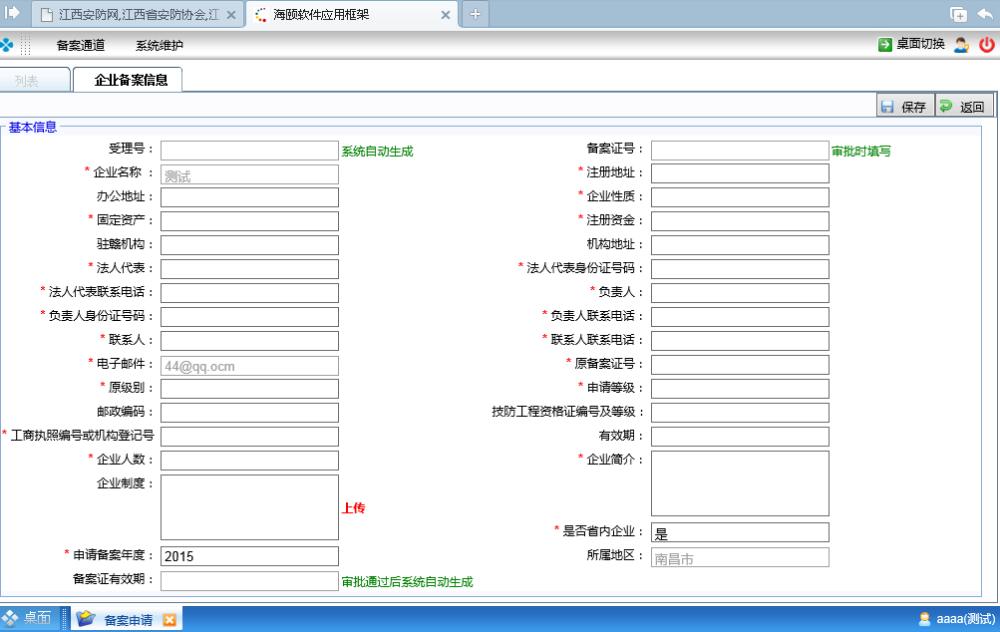 江西安防网,江西省安防协会,江 海颐软件应用框架
备案通道 系统维护 桌面切换
列表 企业备案信息
保存 返回
基本信息
受理号： 系统自动生成 备案证号： 审批时填写
* 企业名称 ： 测试 * 注册地址：
办公地址： * 企业性质：
* 固定资产： * 注册资金：
驻赣机构： 机构地址：
* 法人代表： * 法人代表身份证号码：
* 法人代表联系电话： * 负责人：
* 负责人身份证号码： * 负责人联系电话：
* 联系人： * 联系人联系电话：
* 电子邮件： 44@qq.ocm * 原备案证号：
* 原级别： * 申请等级：
邮政编码： 技防工程资格证编号及等级：
* 工商执照编号或机构登记号 有效期：
* 企业人数： * 企业简介：
企业制度： 上传
* 是否省内企业： 是
* 申请备案年度： 2015 所属地区： 南昌市
备案证有效期： 审批通过后系统自动生成
桌面 备案申请 aaaa(测试)